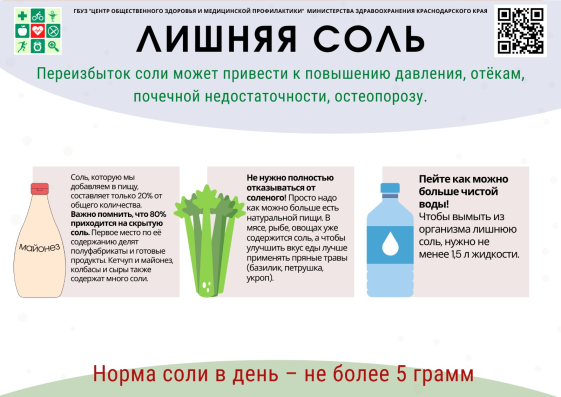 ГБУЗ "ЦЕНТР ОБЩЕСТВЕННОГО ЗДОРОВЬЯ И МЕДИЦИНСКОЙ ПРОФИЛАКТИКИ" МИНИСТЕРСТВА ЗДРАВООХРАНЕНИЯ КРАСНОДАРСКОГО КРАЯ
ЛИШНЯЯ СОЛЬ
Переизбыток соли может привести к повышению давления, отёкам,
почечной недостаточности, остеопорозу.
майонез
Соль, которую мы
добавляем в пищу,
составляет только 20% от
общего количества.
Важно помнить, что 80%
приходится на скрытую
соль. Первое место по её
содержанию делят
полуфабрикаты и готовые
продукты. Кетчуп и майонез,
колбасы и сыры также
содержат много соли.
Не нужно полностью
отказываться от
соленого! Просто надо
как можно больше есть
натуральной пищи. В
мясе, рыбе, овощах уже
содержится соль, а чтобы
улучшить вкус еды лучше
применять пряные травы
(базилик, петрушка,
укроп).
Пейте как можно
больше чистой
воды!
Чтобы вымыть из
организма лишнюю
соль, нужно не
менее 1,5 л жидкости.
Норма соли в день – не более 5 грамм